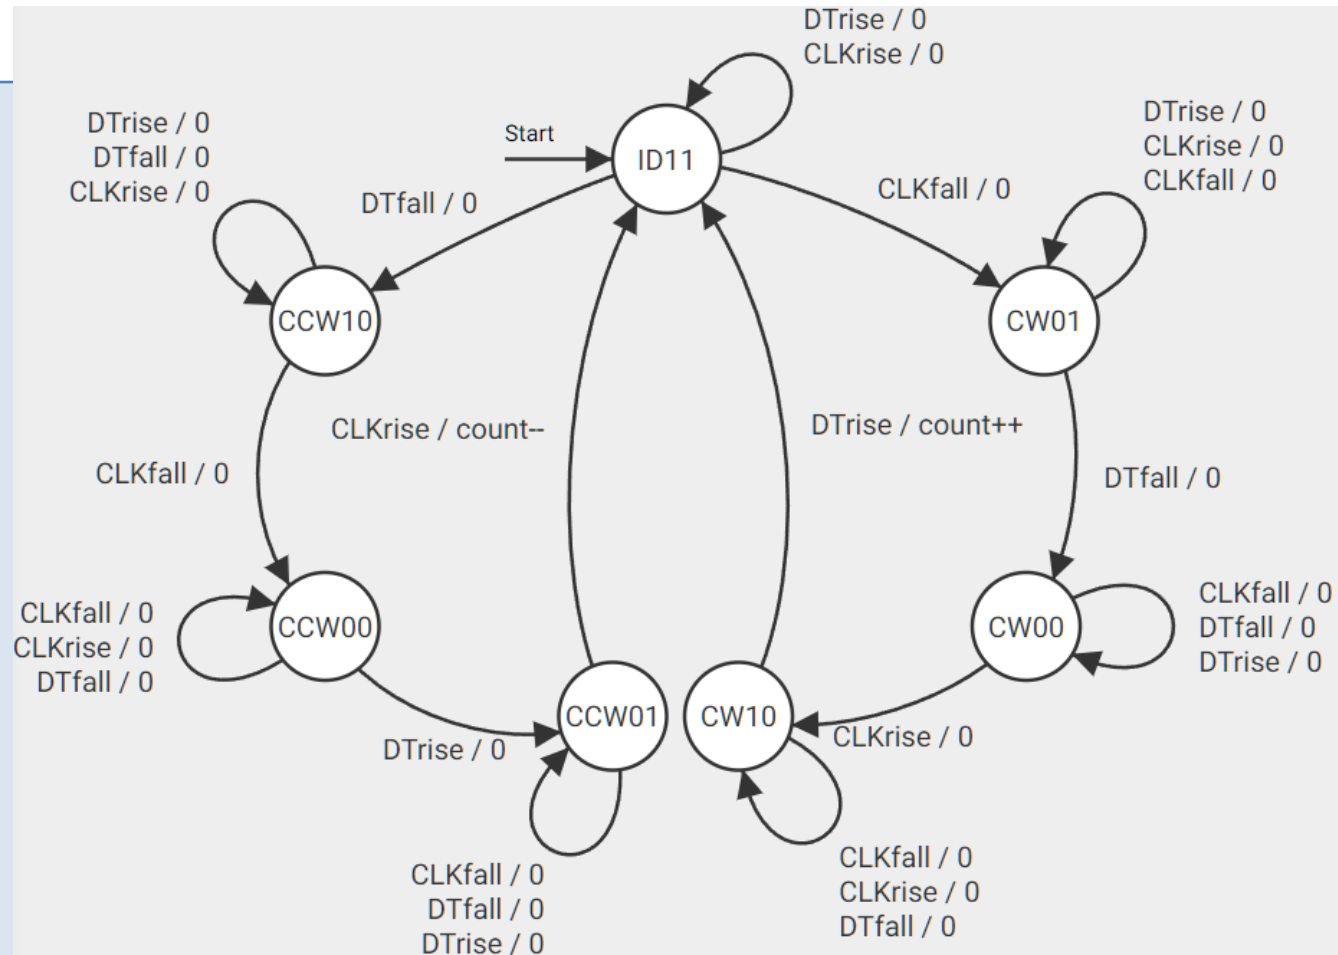 DTrise / 0
CLKrise / 0
DTrise / 0
DTfall / 0
CLKrise / 0
Start
ID11
DTrise / 0
CLKrise / 0
CLKfall / 0
DTfall / 0
CLKfall / 0
CCW10
CW01
CLKrise / count--
DTrise / count++
CLKfall / 0
DTfall / 0
CLKfall / 0
CLKrise / 0
DTfall / 0
CCW00
CW00
CLKfall / 0
DTfall / 0
DTrise / 0
CCW01
CW10
DTrise / 0
CLKrise / 0
CLKfall / 0
DTfall / 0
DTrise / 0
CLKfall / 0
CLKrise / 0
DTfall / 0